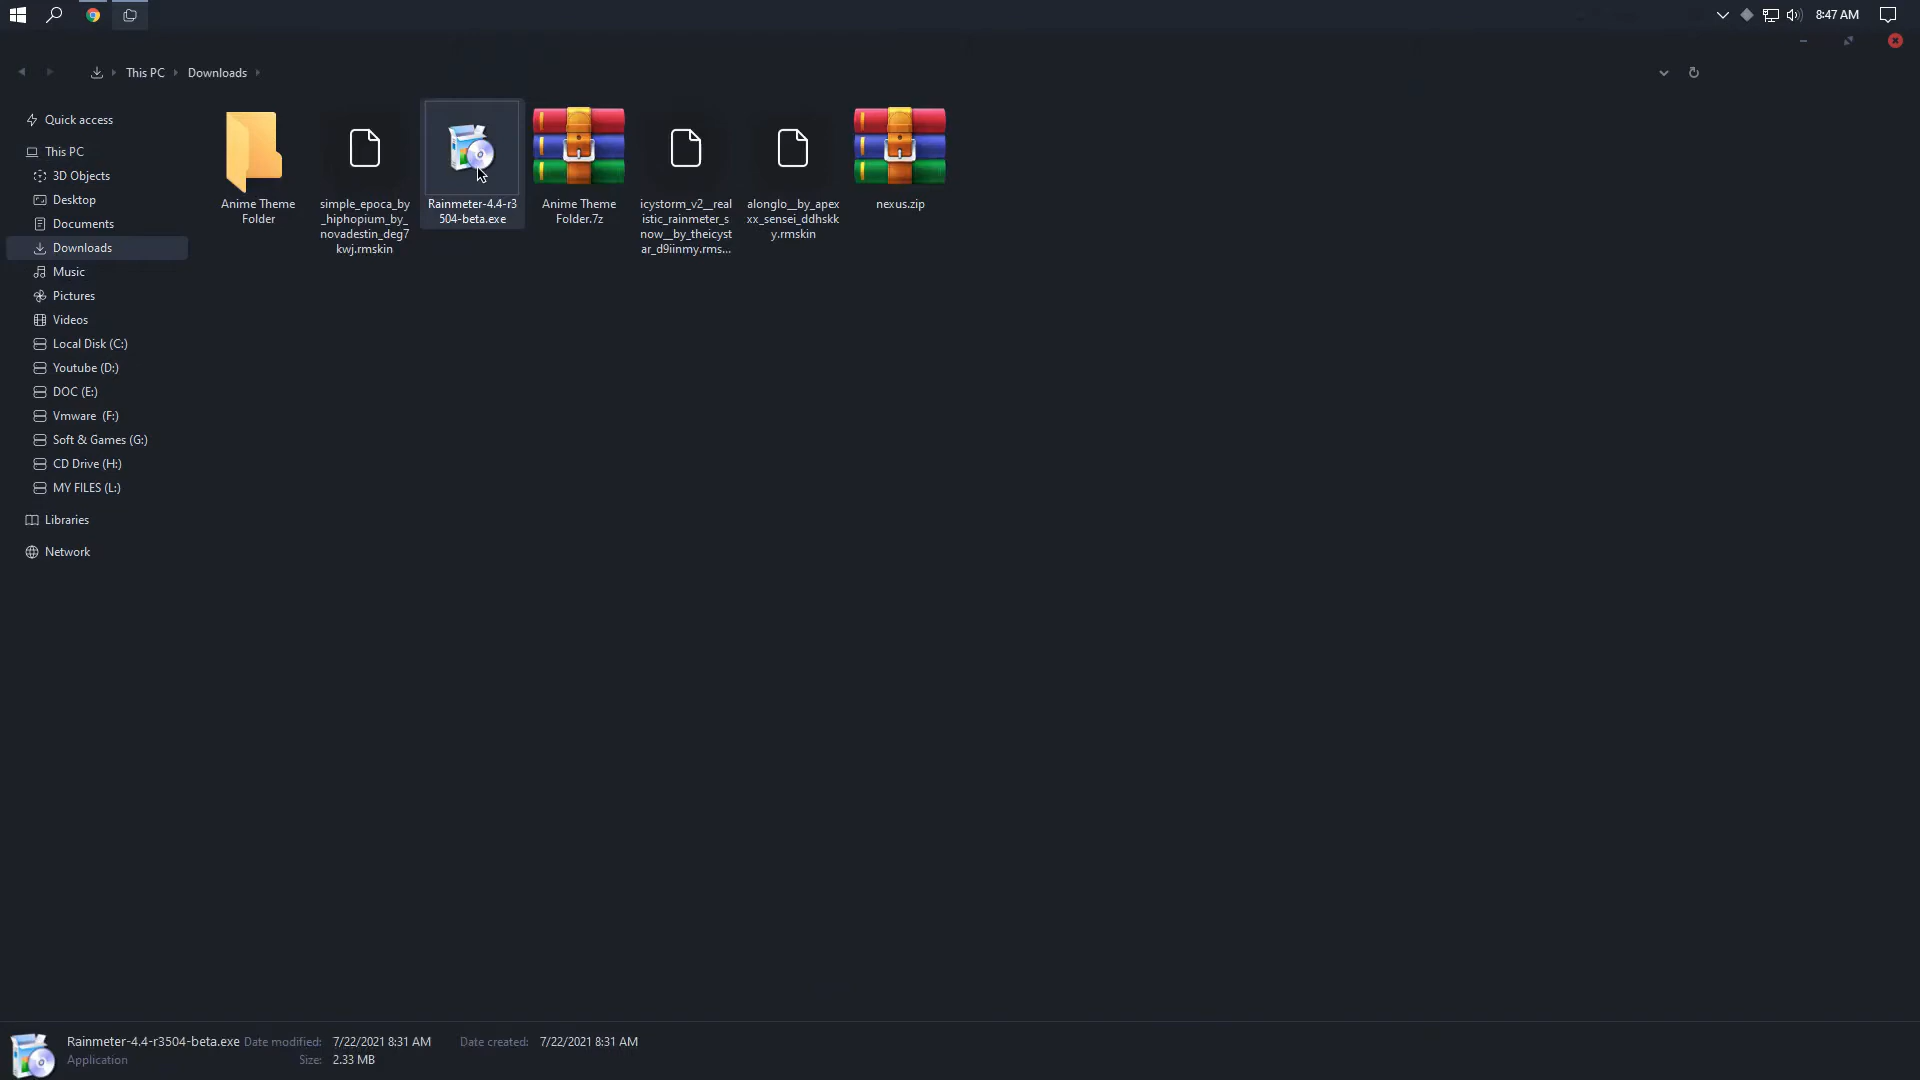 8:47 AM
This PC
Downloads
Quick access
This PC
3D Objects
Desktop
Documents
Downloads
Music
Pictures
Videos
Local Disk (C:)
Youtube (D:)
DOC (E:)
Vmware  (F:)
Soft & Games (G:)
CD Drive (H:)
MY FILES (L:)
Libraries
Network
Anime Theme
Folder
simple_epoca_by
_hiphopium_by_
novadestin_deg7
kwj.rmskin
Rainmeter-4.4-r3
504-beta.exe
Anime Theme
Folder.7z
icystorm_v2__real
istic_rainmeter_s
now__by_theicyst
ar_d9iinmy.rms...
alonglo__by_apex
xx_sensei_ddhskk
y.rmskin
nexus.zip
Rainmeter-4.4-r3504-beta.exe Date modified: 7/22/2021 8:31 AM Date created: 7/22/2021 8:31 AM
Application Size: 2.33 MB